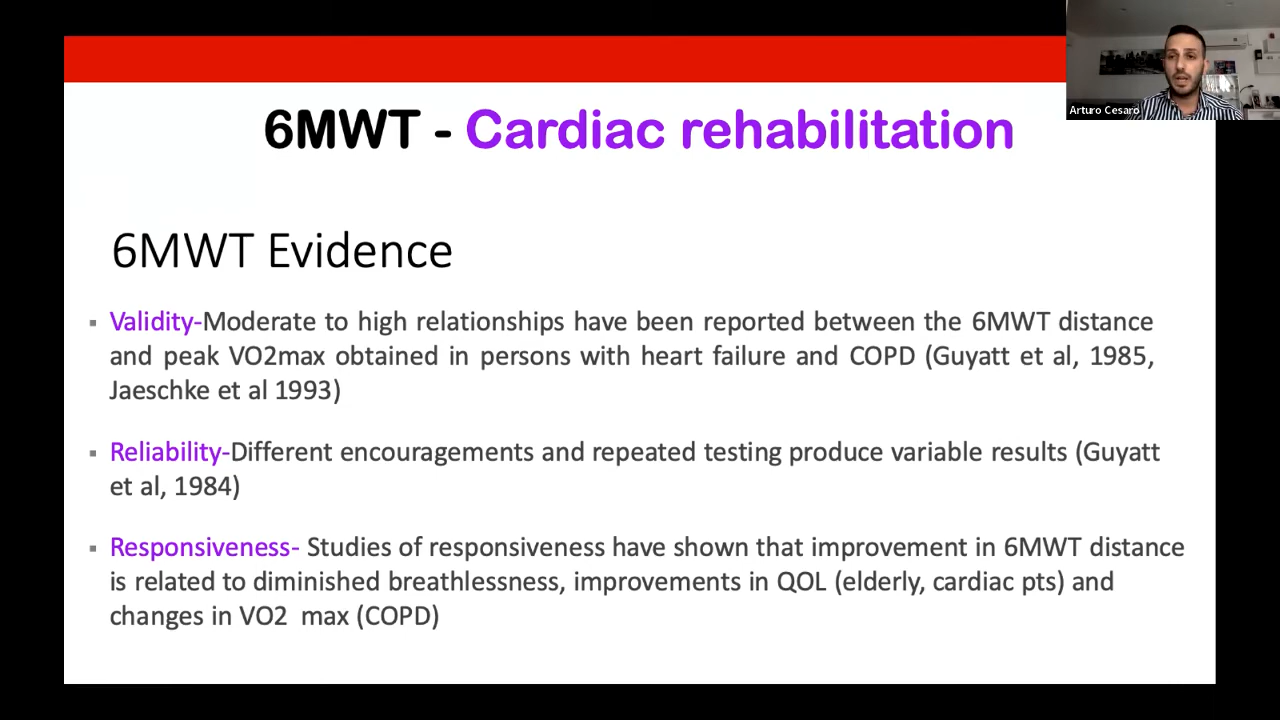 6MWT - Cardiac rehabilitation
Arturo Cesaro
6MWT Evidence
▪ Validity-Moderate to high relationships have been reported between the 6MWT distance
and peak VO2max obtained in persons with heart failure and COPD (Guyatt et al, 1985,
Jaeschke et al 1993)
▪ Reliability-Different encouragements and repeated testing produce variable results (Guyatt
et al, 1984)
▪ Responsiveness- Studies of responsiveness have shown that improvement in 6MWT distance
is related to diminished breathlessness, improvements in QOL (elderly, cardiac pts) and
changes in VO2 max (COPD)